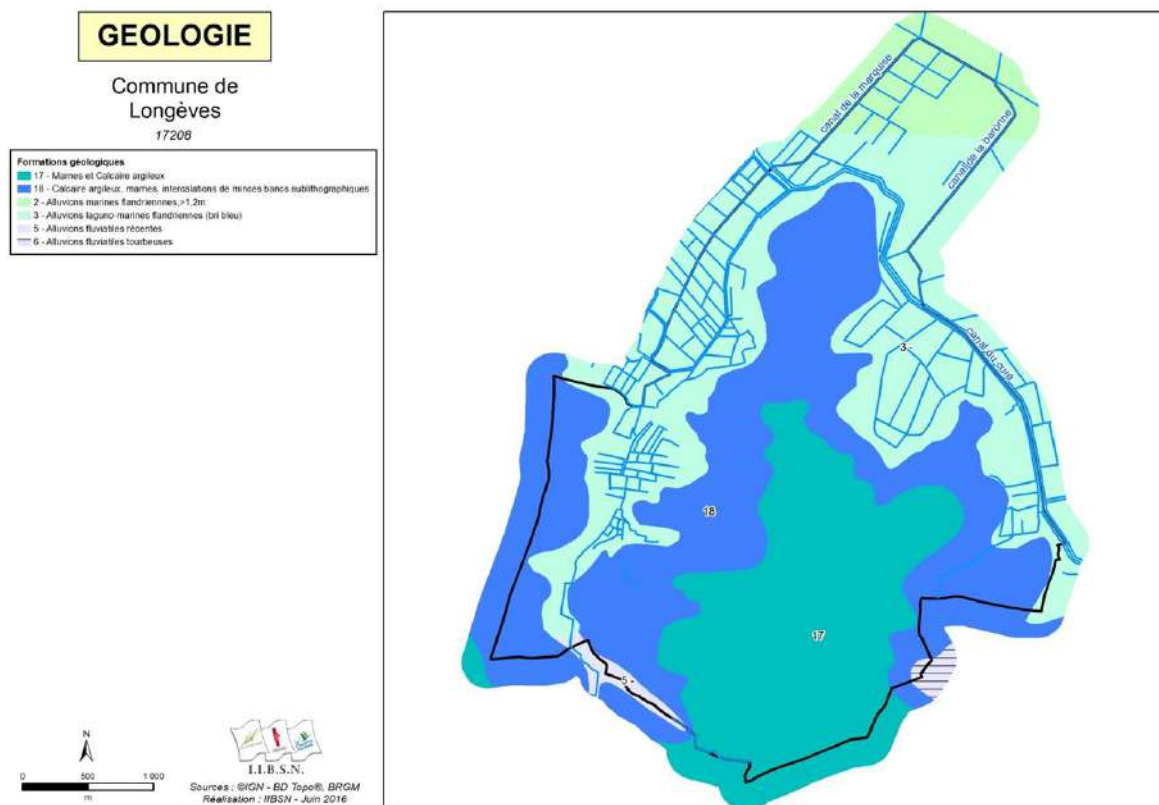 GEOLOGIE
Commune de
Longèves
17208
Formations géologiques
17 - Marnes et Calcaire argileux
18 - Calcaire argileux, marnes, intercalations de minces bancs sublithographiques
2 - Alluvions marines flandriennnes,>1,2m
3 - Alluvions laguno-marines flandriennes (bri bleu)
5 - Alluvions fluviatiles récentes
6 - Alluvions fluviatiles tourbeuses
canal de la marquise
canal de la baronne
canal du curé
3 -
18
17
5 -
N
0 500 1 000
m
I.I.B.S.N.
Sources : ©IGN - BD Topo®, BRGM
Réalisation : IIBSN - Juin 2016